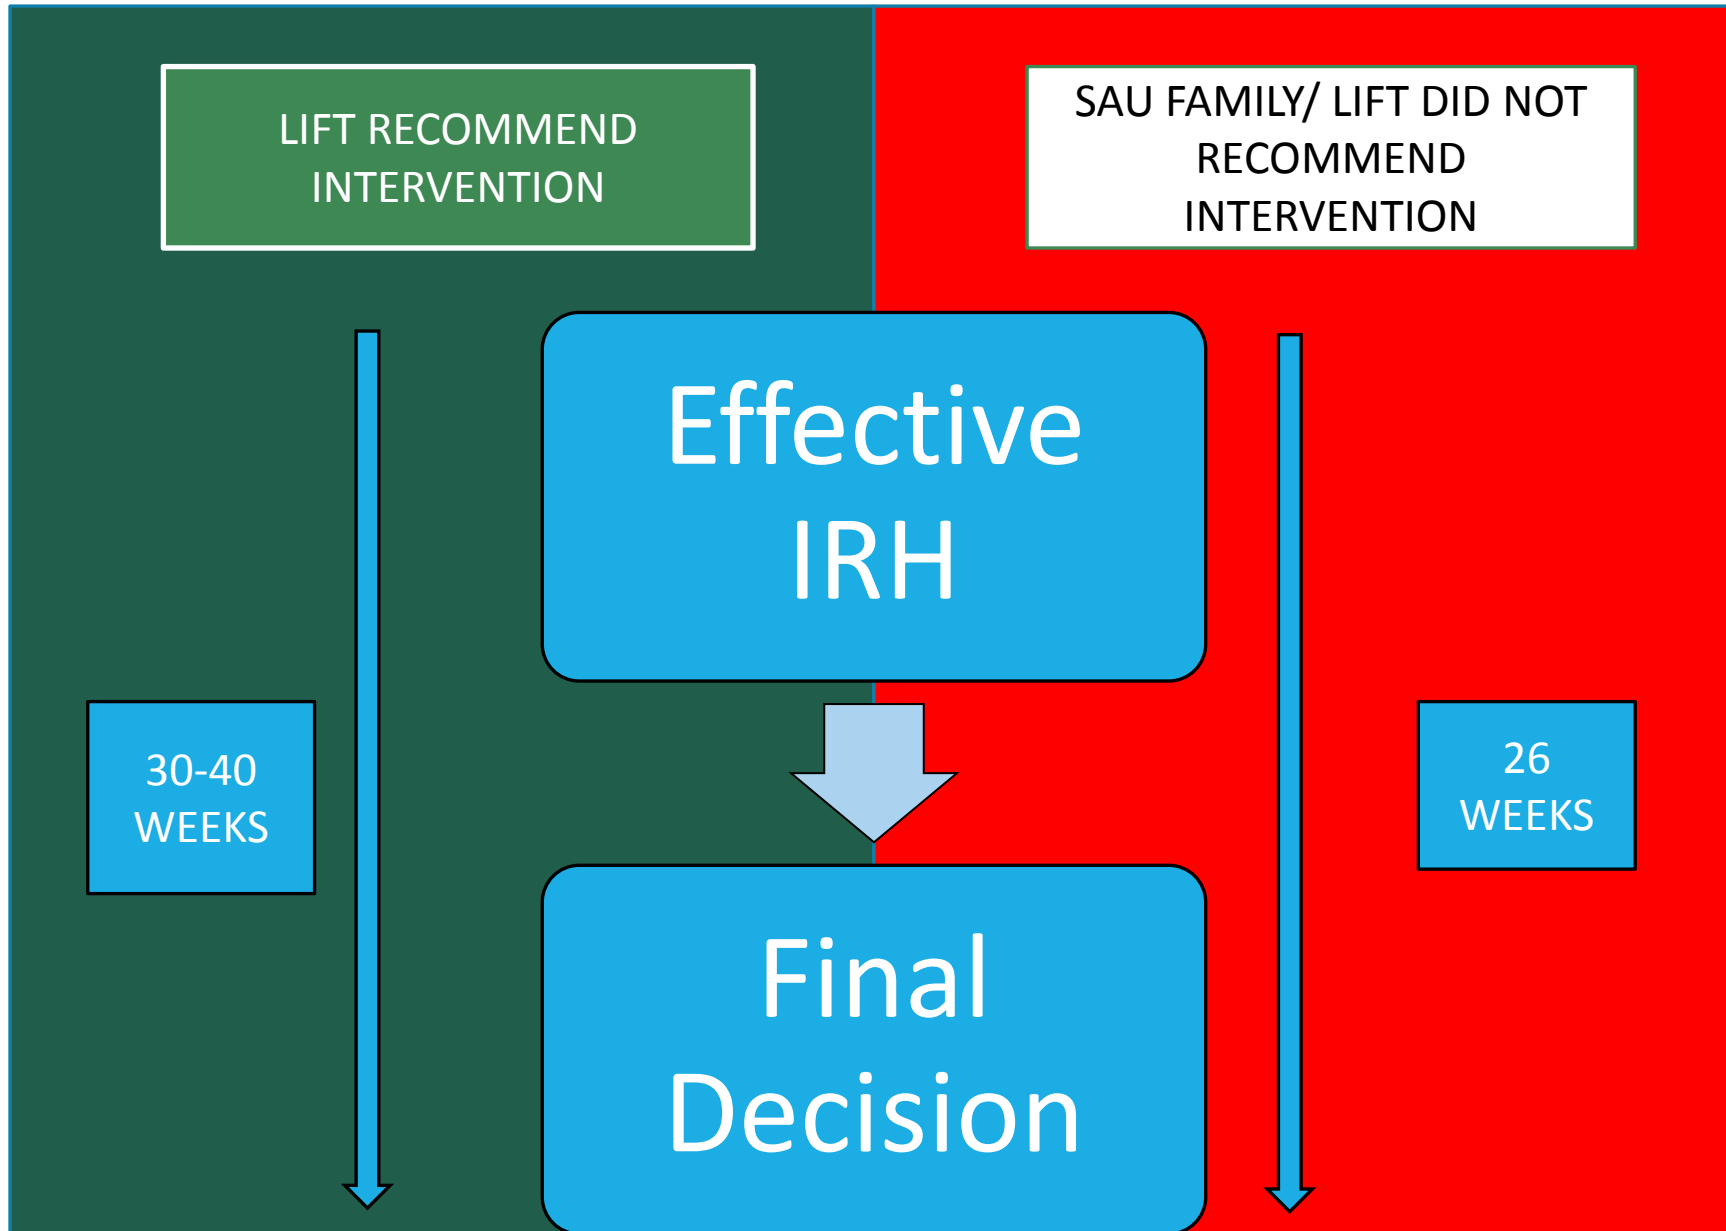 LIFT RECOMMEND
INTERVENTION
SAU FAMILY/ LIFT DID NOT
RECOMMEND
INTERVENTION
Effective
IRH
30-40
WEEKS
26
WEEKS
Final
Decision